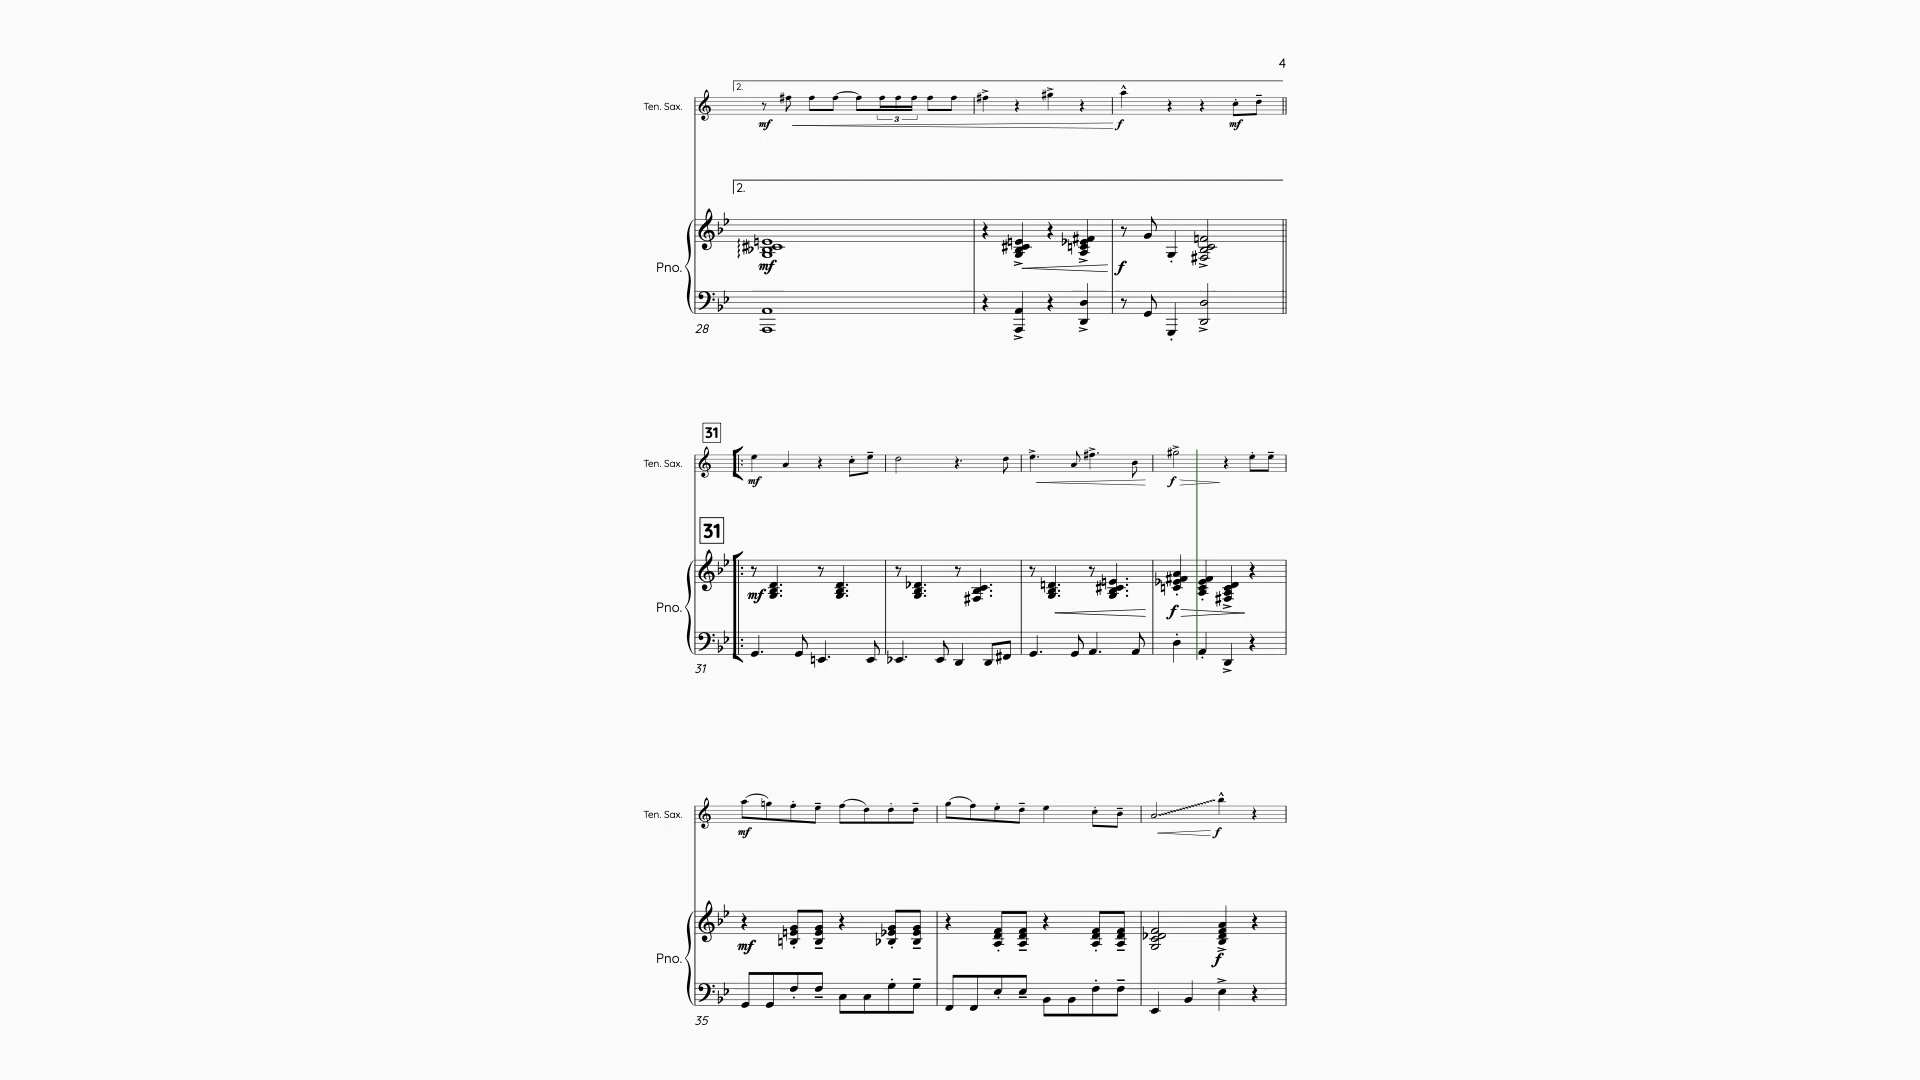 4
2.
Ten. Sax.
3
mf f mf
2.
Pno.
mf f
28
31
Ten. Sax.
mf f
31
mf f
Pno.
31
Ten. Sax.
mf f
mf f
Pno.
35